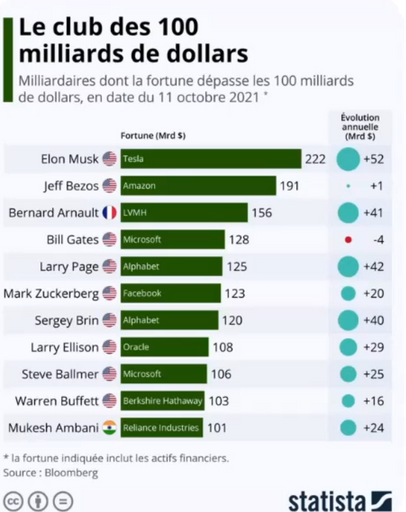 Le club des 100
milliards de dollars
Milliardaires dont la fortune dépasse les 100 milliards
de dollars, en date du 11 octobre 2021 *
Fortune (Mrd $)
Évolution
annuelle
(Mrd $)
Elon Musk Tesla 222 +52
Jeff Bezos Amazon 191 +1
Bernard Arnault LVMH 156 +41
Bill Gates Microsoft 128 -4
Larry Page Alphabet 125 +42
Mark Zuckerberg Facebook 123 +20
Sergey Brin Alphabet 120 +40
Larry Ellison Oracle 108 +29
Steve Ballmer Microsoft 106 +25
Warren Buffett Berkshire Hathaway 103 +16
Mukesh Ambani Reliance Industries 101 +24
* la fortune indiquée inclut les actifs financiers.
Source : Bloomberg
cc
statista